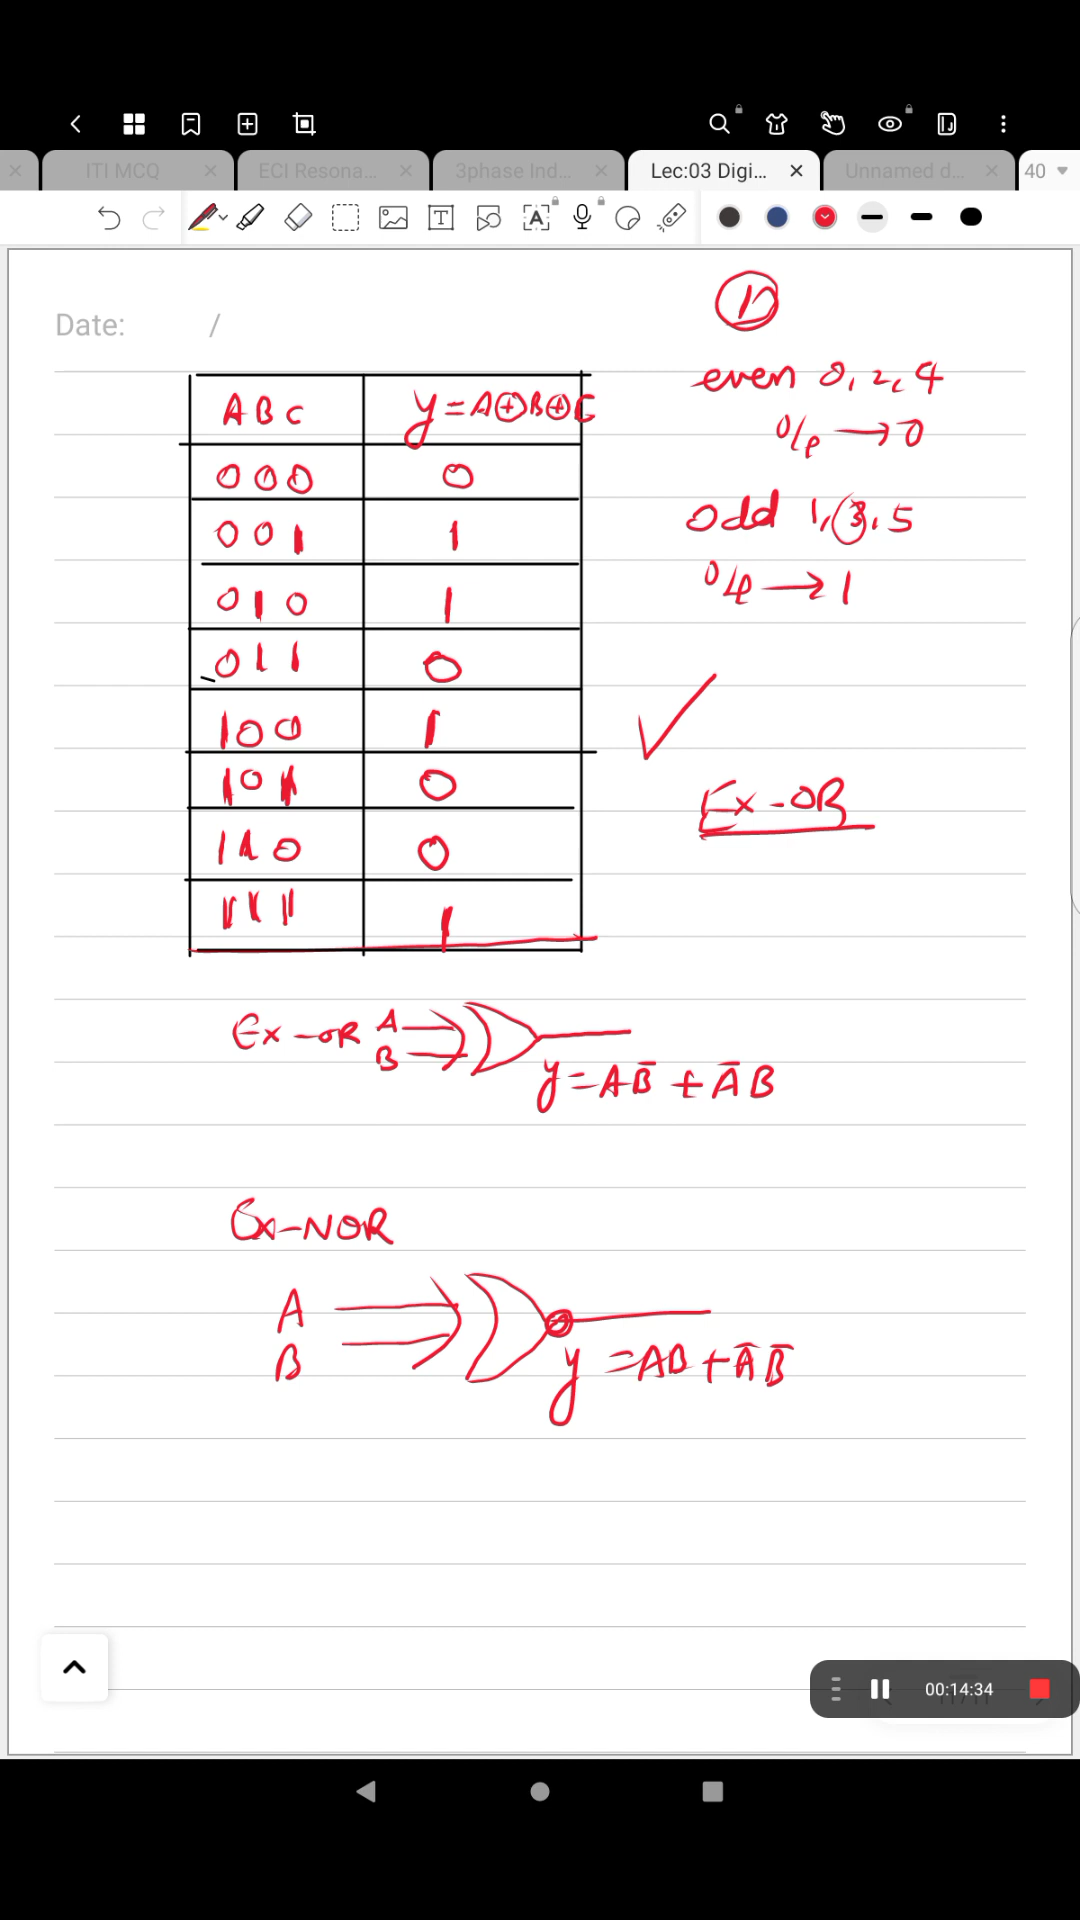 ITI MCQ
ECI Resona...
3phase Ind...
Lec:03 Digi...
Unnamed d...
40
Date: /
1
even 0, 2, 4
O/p → 0
odd 1, 3, 5
O/p → 1
A B C y = A⊕B⊕C
0 0 0 0
0 0 1 1
0 1 0 1
0 1 1 0
1 0 0 1
1 0 1 0
1 1 0 0
1 1 1 1
Ex-OR
Ex-OR A
B
y = AB̅ + A̅B
Ex-NOR
A
B
y = AB + A̅ B̅
00:14:34